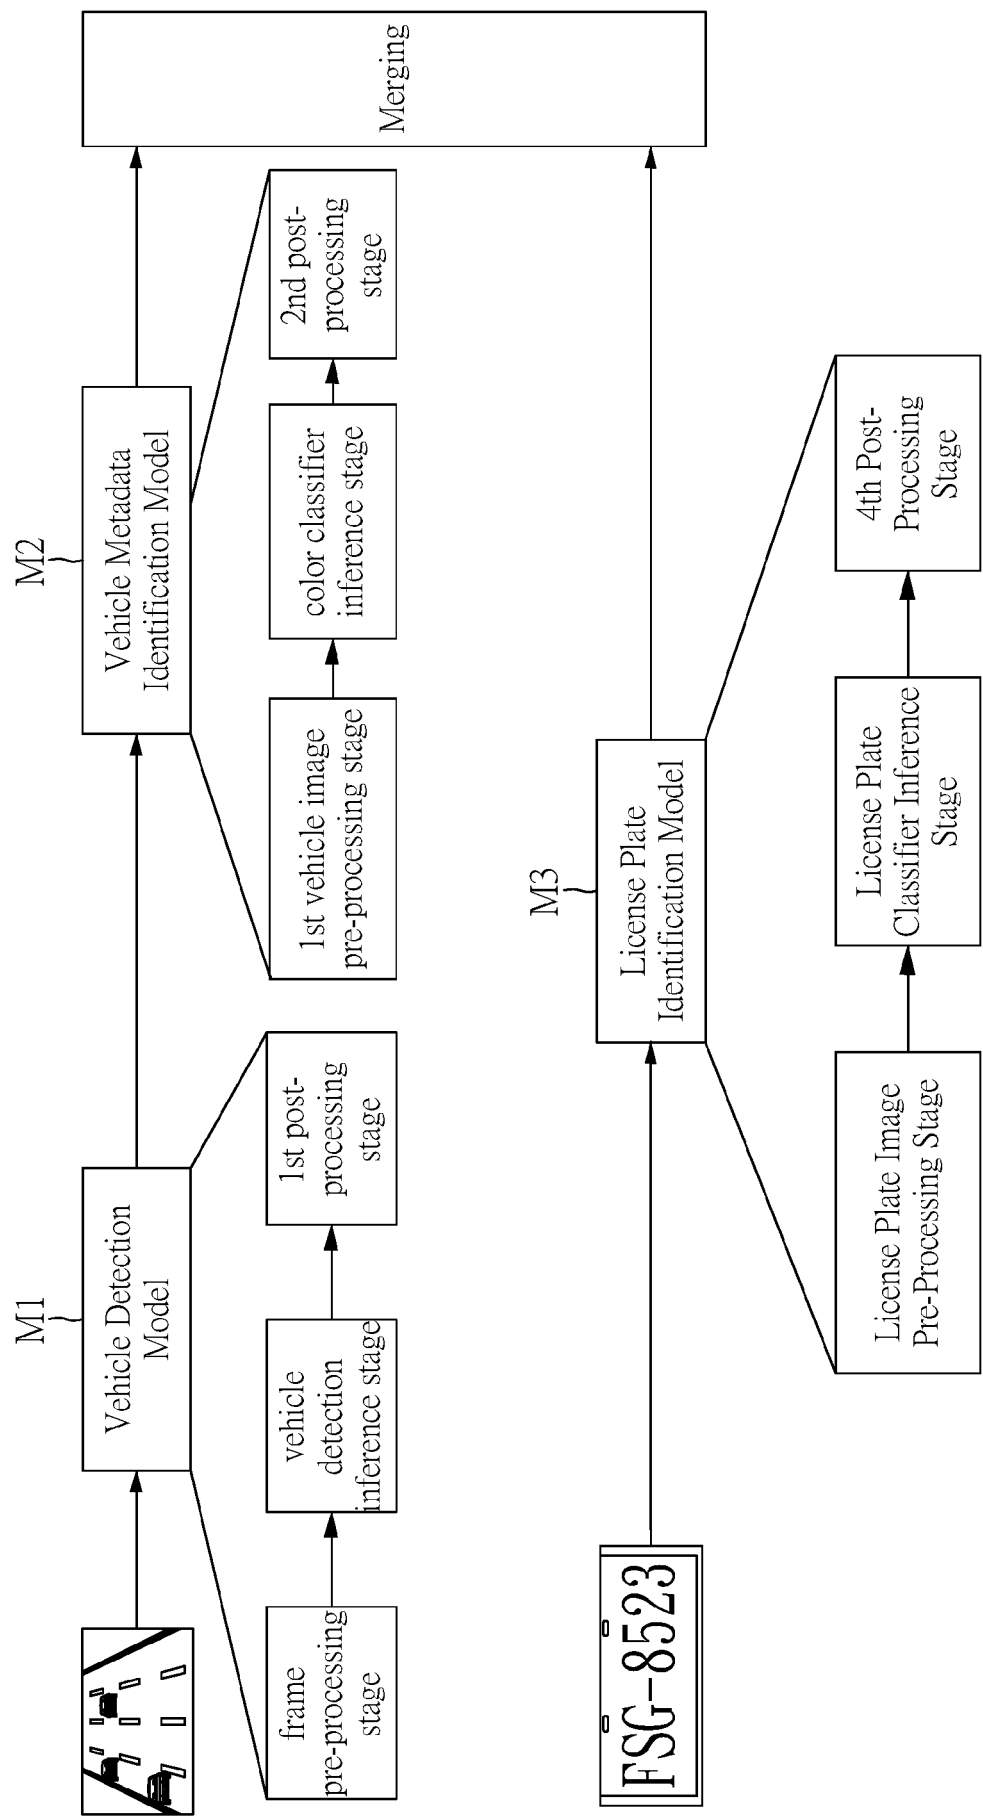 M1
Vehicle Detection
Model
frame
pre-processing
stage
vehicle
detection
inference stage
1st post-
processing
stage
M2
Vehicle Metadata
Identification Model
1st vehicle image
pre-processing stage
color classifier
inference stage
2nd post-
processing
stage
Merging
FSG-8523
M3
License Plate
Identification Model
License Plate Image
Pre-Processing Stage
License Plate
Classifier Inference
Stage
4th Post-
Processing
Stage